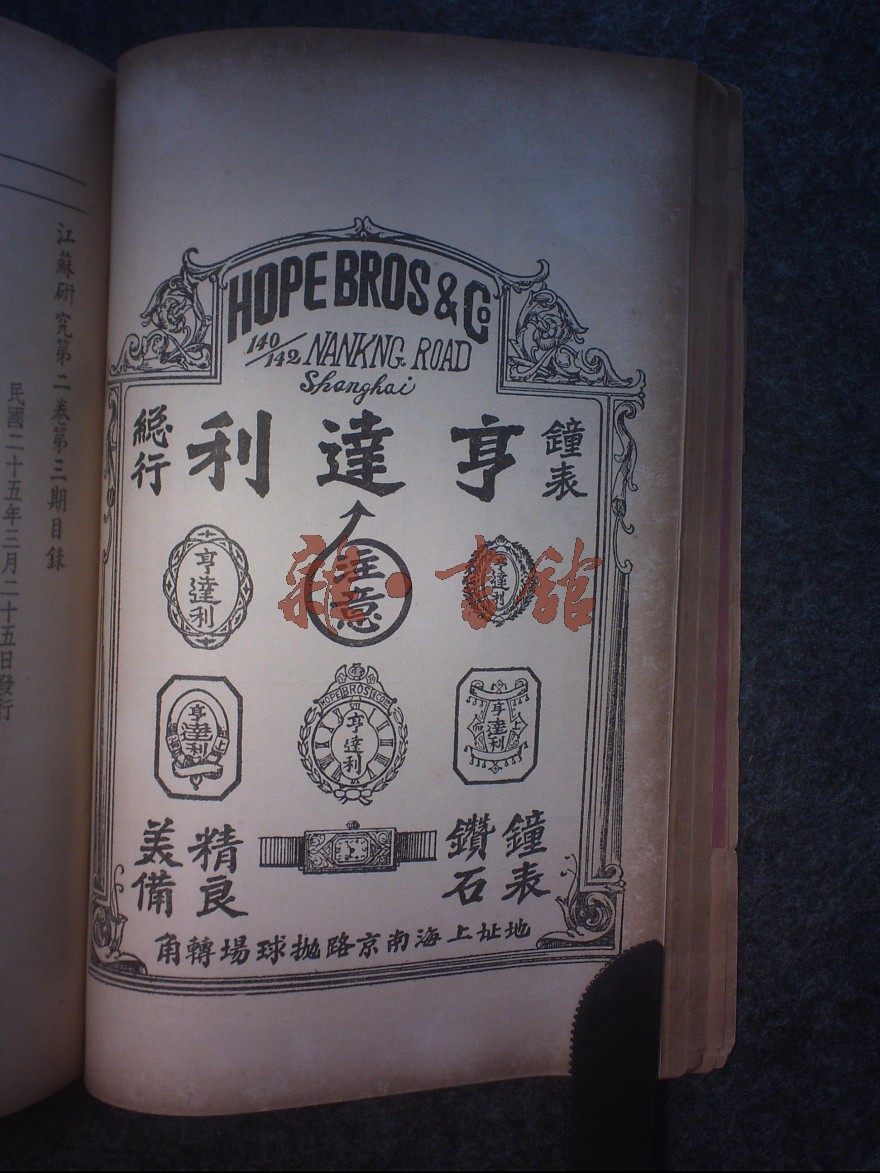 HOPE BROS & Co
140/142 NANKNG ROAD
Shanghai
鐘表
亨達利
總行
注意
亨達利
亨達利
HOPE BROS & Co
亨達利
亨達利
亨達利
鐘表
鑽石
精良
美備
地址上海南京路拋球場轉角
江蘇研究第二卷第三期目錄
民國二十五年三月二十五日發行
雜·書館